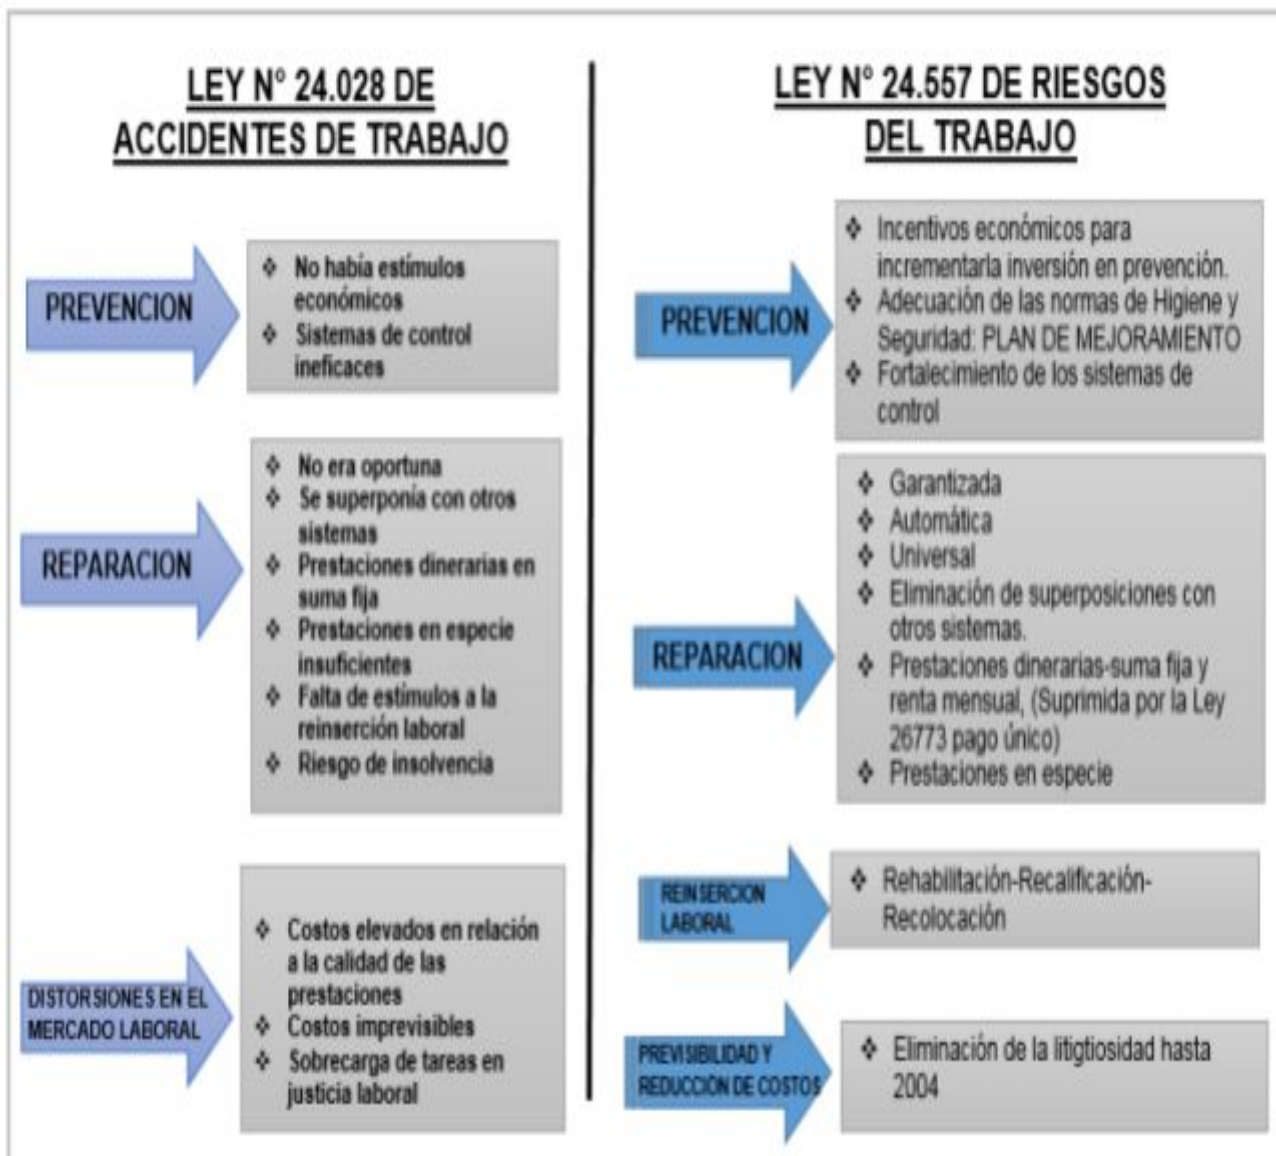 LEY N° 24.028 DE
ACCIDENTES DE TRABAJO
PREVENCION
❖ No había estímulos
económicos
❖ Sistemas de control
ineficaces
REPARACION
❖ No era oportuna
❖ Se superponía con otros
sistemas
❖ Prestaciones dinerarias en
suma fija
❖ Prestaciones en especie
insuficientes
❖ Falta de estímulos a la
reinserción laboral
❖ Riesgo de insolvencia
DISTORSIONES EN EL
MERCADO LABORAL
❖ Costos elevados en relación
a la calidad de las
prestaciones
❖ Costos imprevisibles
❖ Sobrecarga de tareas en
justicia laboral
LEY N° 24.557 DE RIESGOS
DEL TRABAJO
PREVENCION
❖ Incentivos económicos para
incrementarla inversión en prevención.
❖ Adecuación de las normas de Higiene y
Seguridad: PLAN DE MEJORAMIENTO
❖ Fortalecimiento de los sistemas de
control
REPARACION
❖ Garantizada
❖ Automática
❖ Universal
❖ Eliminación de superposiciones con
otros sistemas.
❖ Prestaciones dinerarias-suma fija y
renta mensual, (Suprimida por la Ley
26773 pago único)
❖ Prestaciones en especie
REINSERCION
LABORAL
❖ Rehabilitación-Recalificación-
Recolocación
PREVISIBILIDAD Y
REDUCCION DE COSTOS
❖ Eliminación de la litigtiosidad hasta
2004